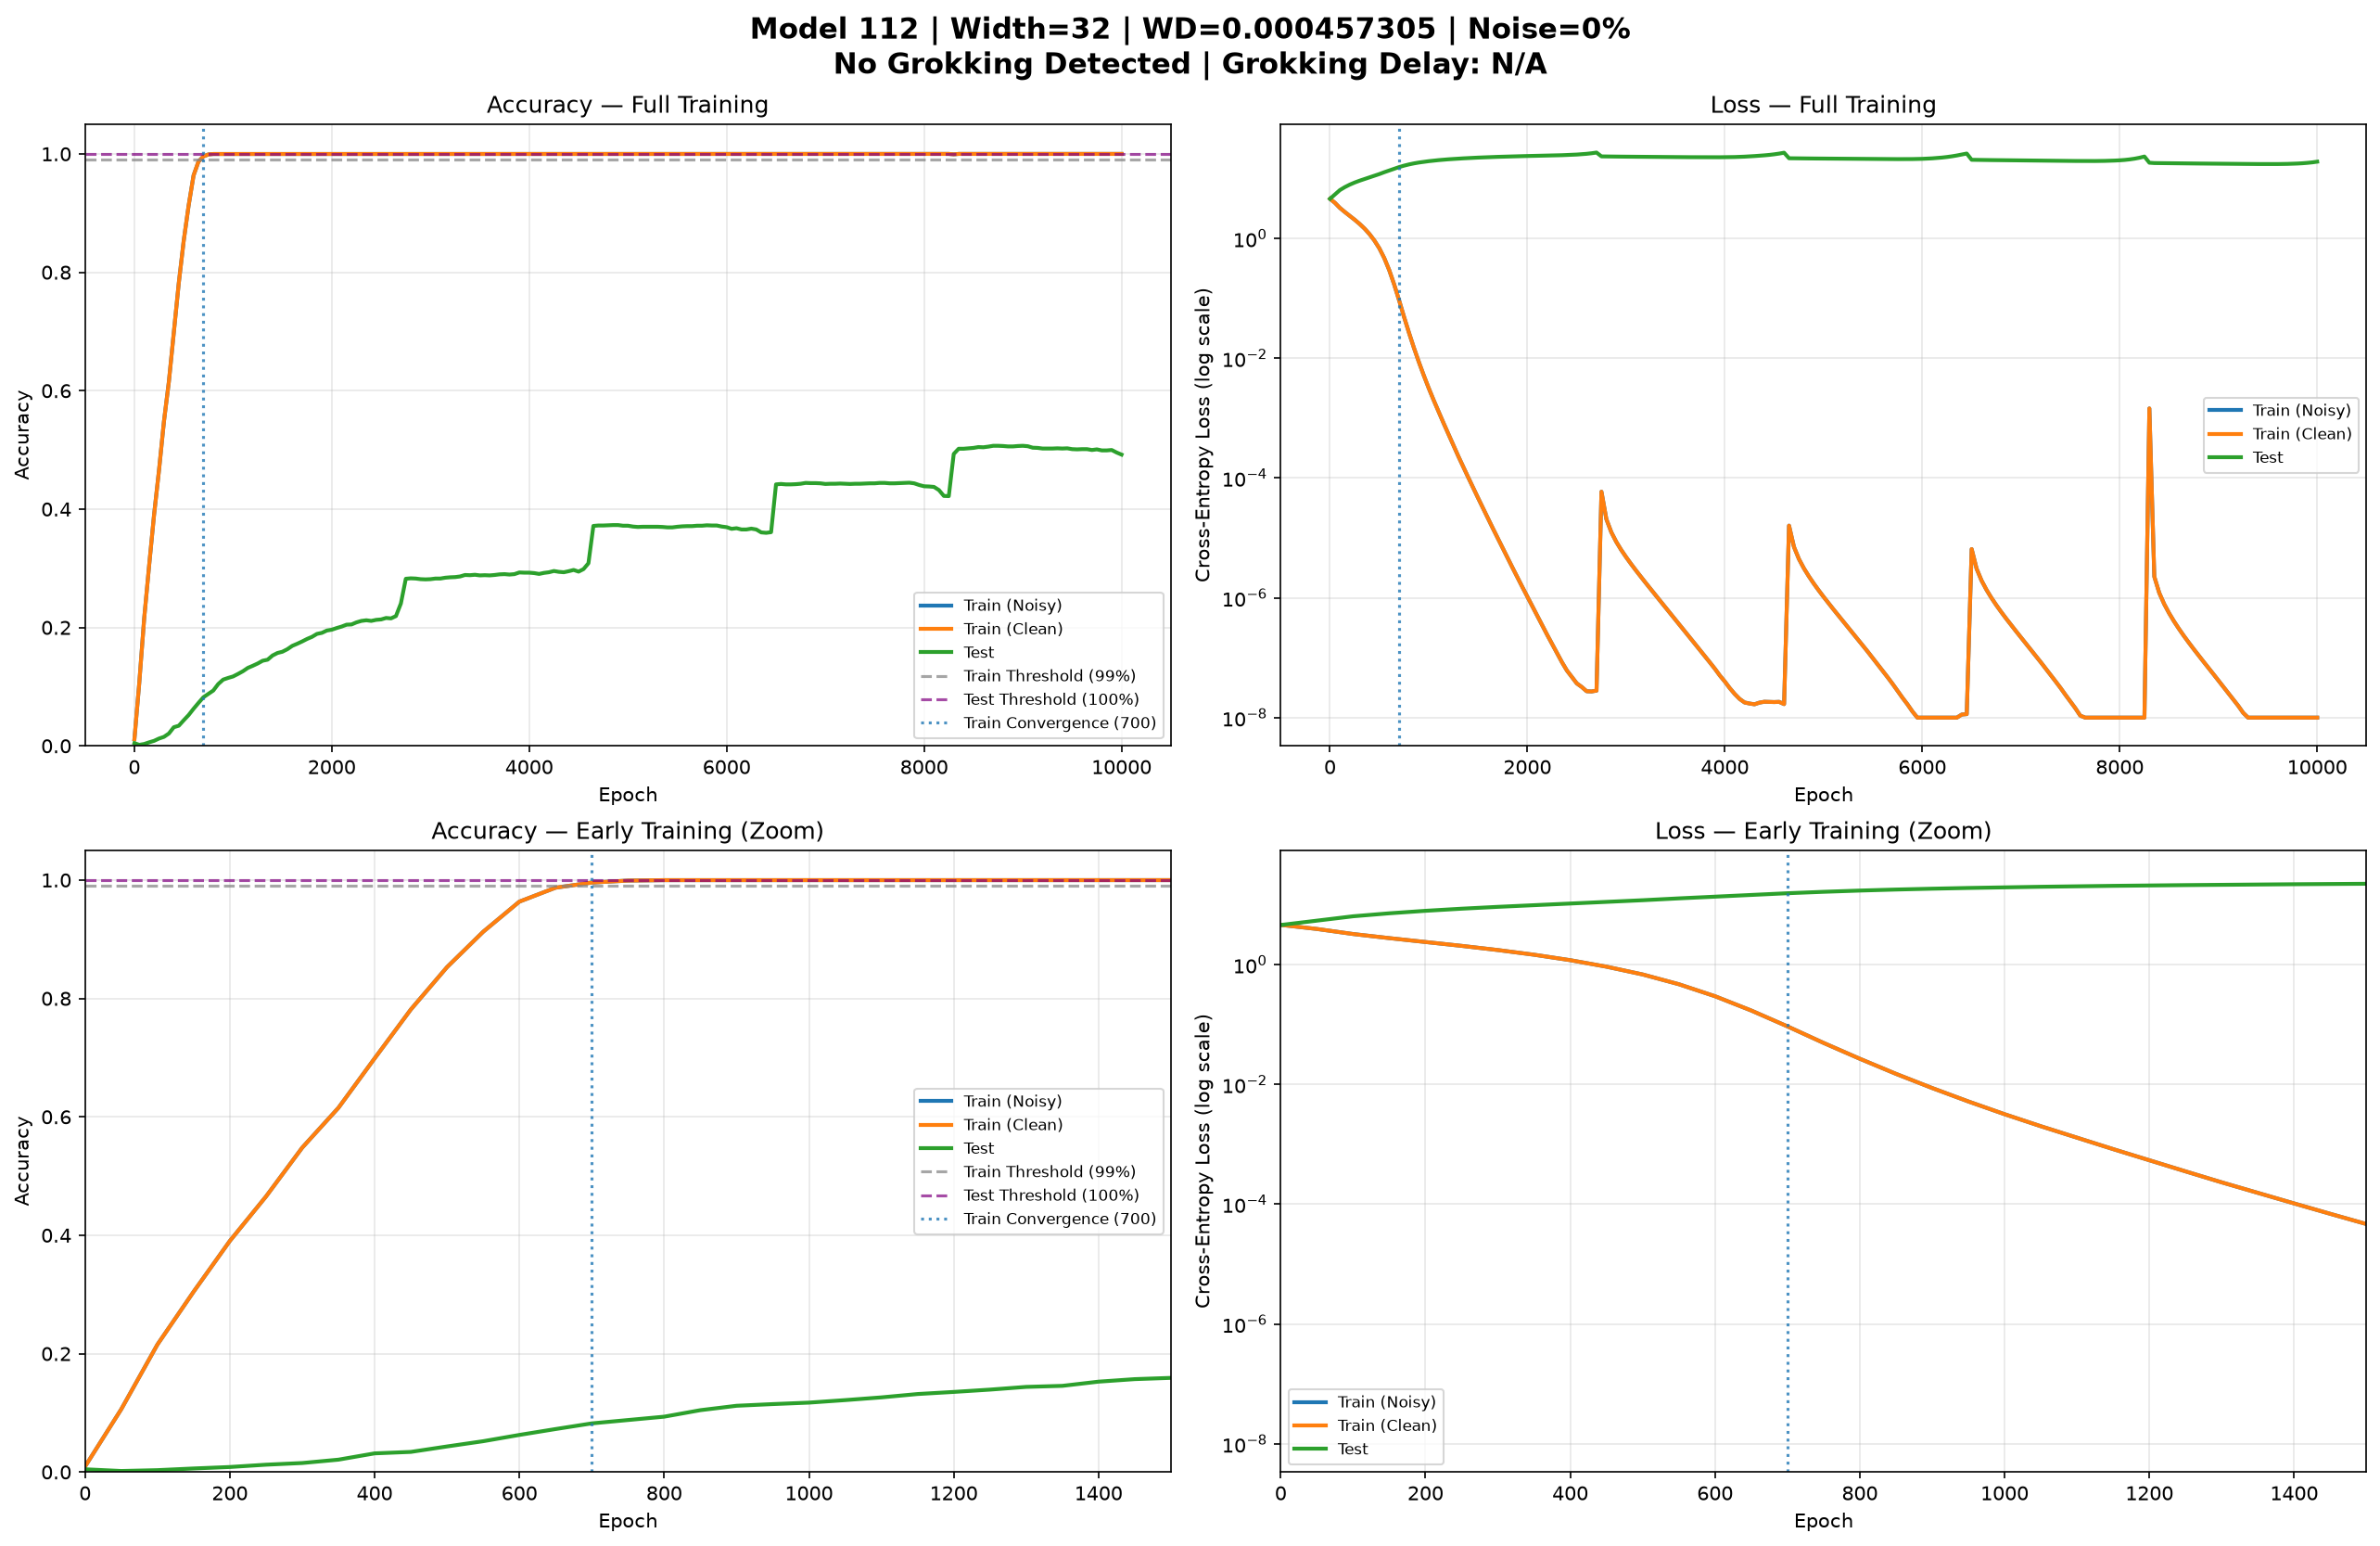 Model 112 | Width=32 | WD=0.000457305 | Noise=0%
No Grokking Detected | Grokking Delay: N/A
Accuracy — Full Training
1.0
0.8
0.6
0.4
0.2
0.0
Accuracy
0 2000 4000 6000 8000 10000
Epoch
Train (Noisy)
Train (Clean)
Test
Train Threshold (99%)
Test Threshold (100%)
Train Convergence (700)
Loss — Full Training
10⁰
10⁻²
10⁻⁴
10⁻⁶
10⁻⁸
Cross-Entropy Loss (log scale)
0 2000 4000 6000 8000 10000
Epoch
Train (Noisy)
Train (Clean)
Test
Accuracy — Early Training (Zoom)
1.0
0.8
0.6
0.4
0.2
0.0
Accuracy
0 200 400 600 800 1000 1200 1400
Epoch
Train (Noisy)
Train (Clean)
Test
Train Threshold (99%)
Test Threshold (100%)
Train Convergence (700)
Loss — Early Training (Zoom)
10⁰
10⁻²
10⁻⁴
10⁻⁶
10⁻⁸
Cross-Entropy Loss (log scale)
0 200 400 600 800 1000 1200 1400
Epoch
Train (Noisy)
Train (Clean)
Test